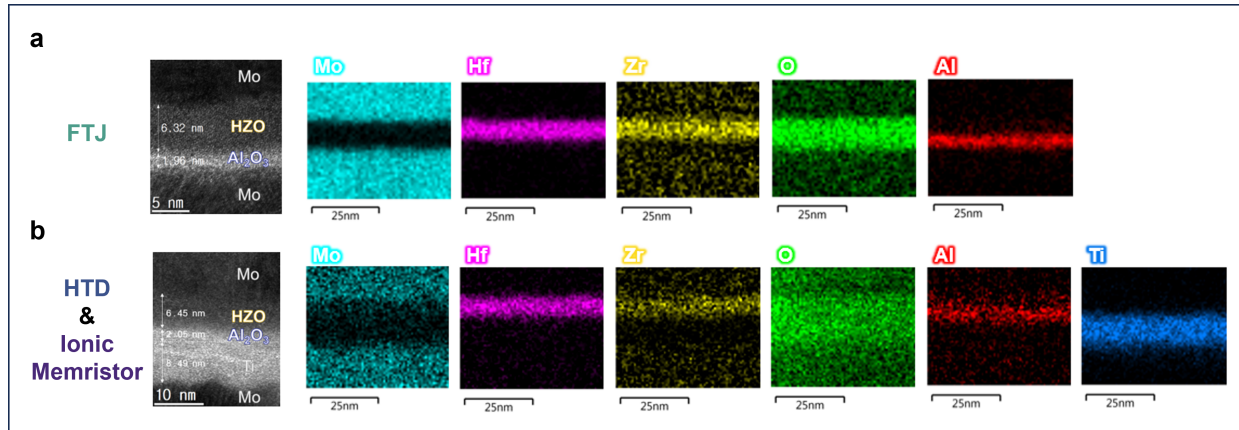 a
FTJ
Mo
6.32 nm
HZO
1.96 nm
Al₂O₃
Mo
5 nm
Mo
Hf
Zr
O
Al
25nm
25nm
25nm
25nm
25nm
b
HTD
&
Ionic
Memristor
Mo
6.45 nm
HZO
2.05 nm
Al₂O₃
8.49 nm
Ti
Mo
10 nm
Mo
Hf
Zr
O
Al
Ti
25nm
25nm
25nm
25nm
25nm
25nm